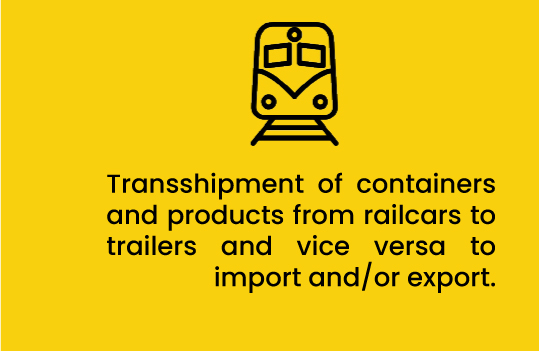 Transshipment of containers
and products from railcars to
trailers and vice versa to
import and/or export.